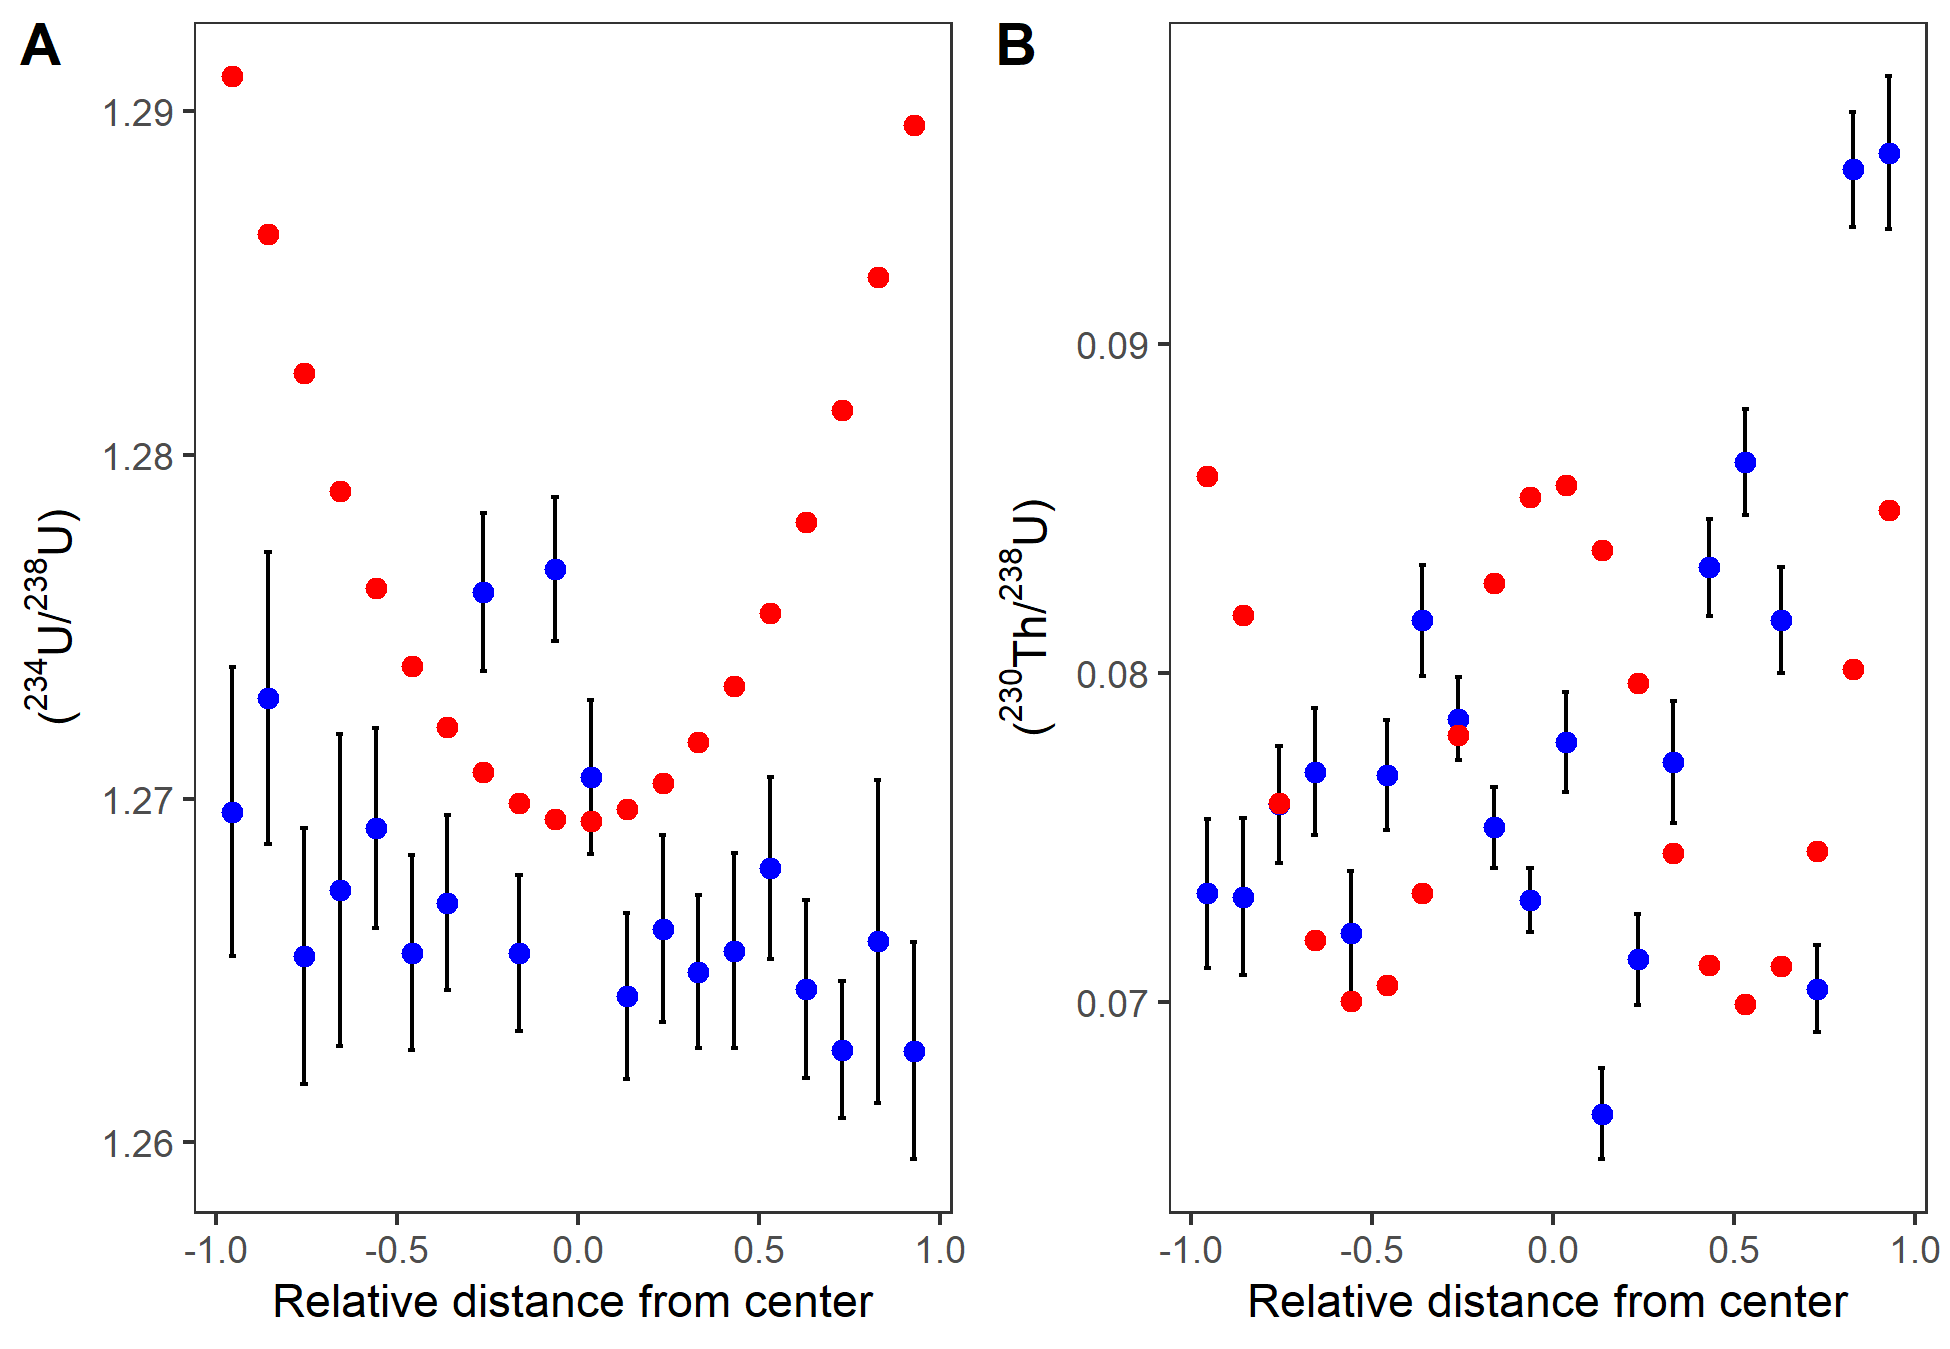 A
(²³⁴U/²³⁸U)
1.29
1.28
1.27
1.26
-1.0 -0.5 0.0 0.5 1.0
Relative distance from center
B
(²³⁰Th/²³⁸U)
0.09
0.08
0.07
-1.0 -0.5 0.0 0.5 1.0
Relative distance from center